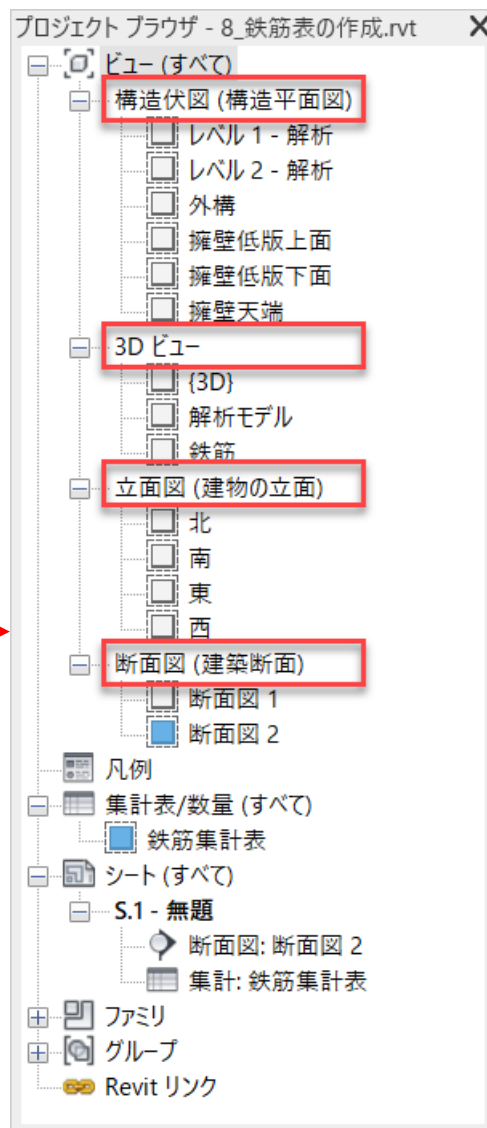 プロジェクト ブラウザ - 8_鉄筋表の作成.rvt
ビュー (すべて)
構造伏図 (構造平面図)
レベル 1 - 解析
レベル 2 - 解析
外構
擁壁低版上面
擁壁低版下面
擁壁天端
3D ビュー
{3D}
解析モデル
鉄筋
立面図 (建物の立面)
北
南
東
西
断面図 (建築断面)
断面図 1
断面図 2
凡例
集計表/数量 (すべて)
鉄筋集計表
シート (すべて)
S.1 - 無題
断面図: 断面図 2
集計: 鉄筋集計表
ファミリ
グループ
Revit リンク